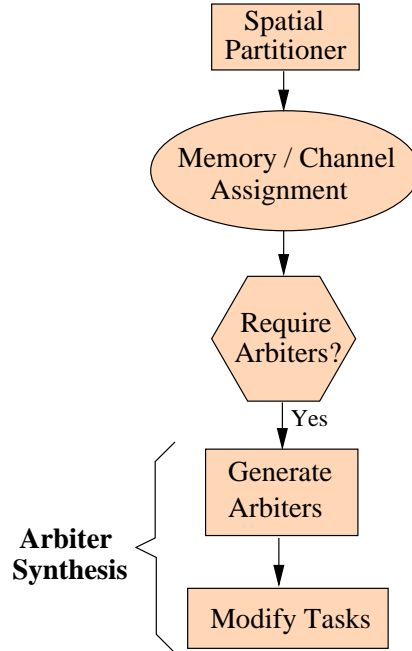 Spatial
Partitioner
Memory / Channel
Assignment
Require
Arbiters?
Yes
Generate
Arbiters
Arbiter
Synthesis
Modify Tasks